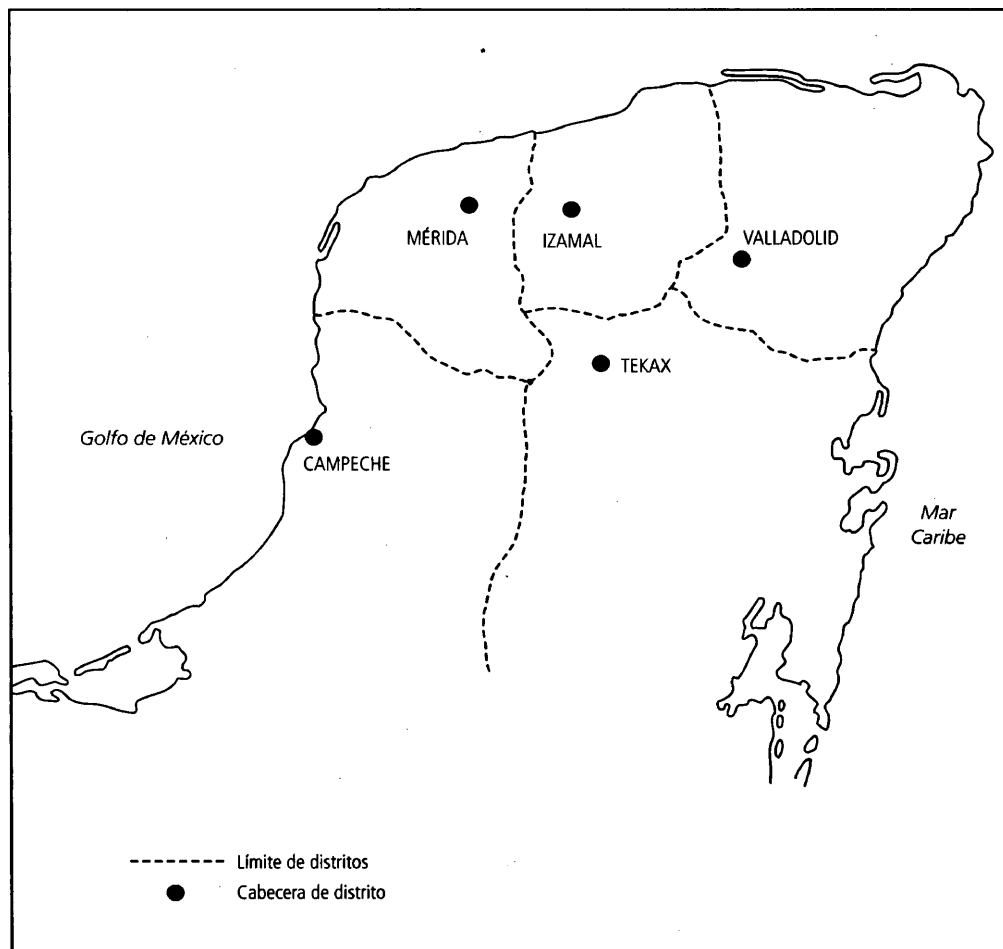 MÉRIDA
IZAMAL
VALLADOLID
TEKAX
Golfo de México
CAMPECHE
Mar
Caribe
Límite de distritos
Cabecera de distrito